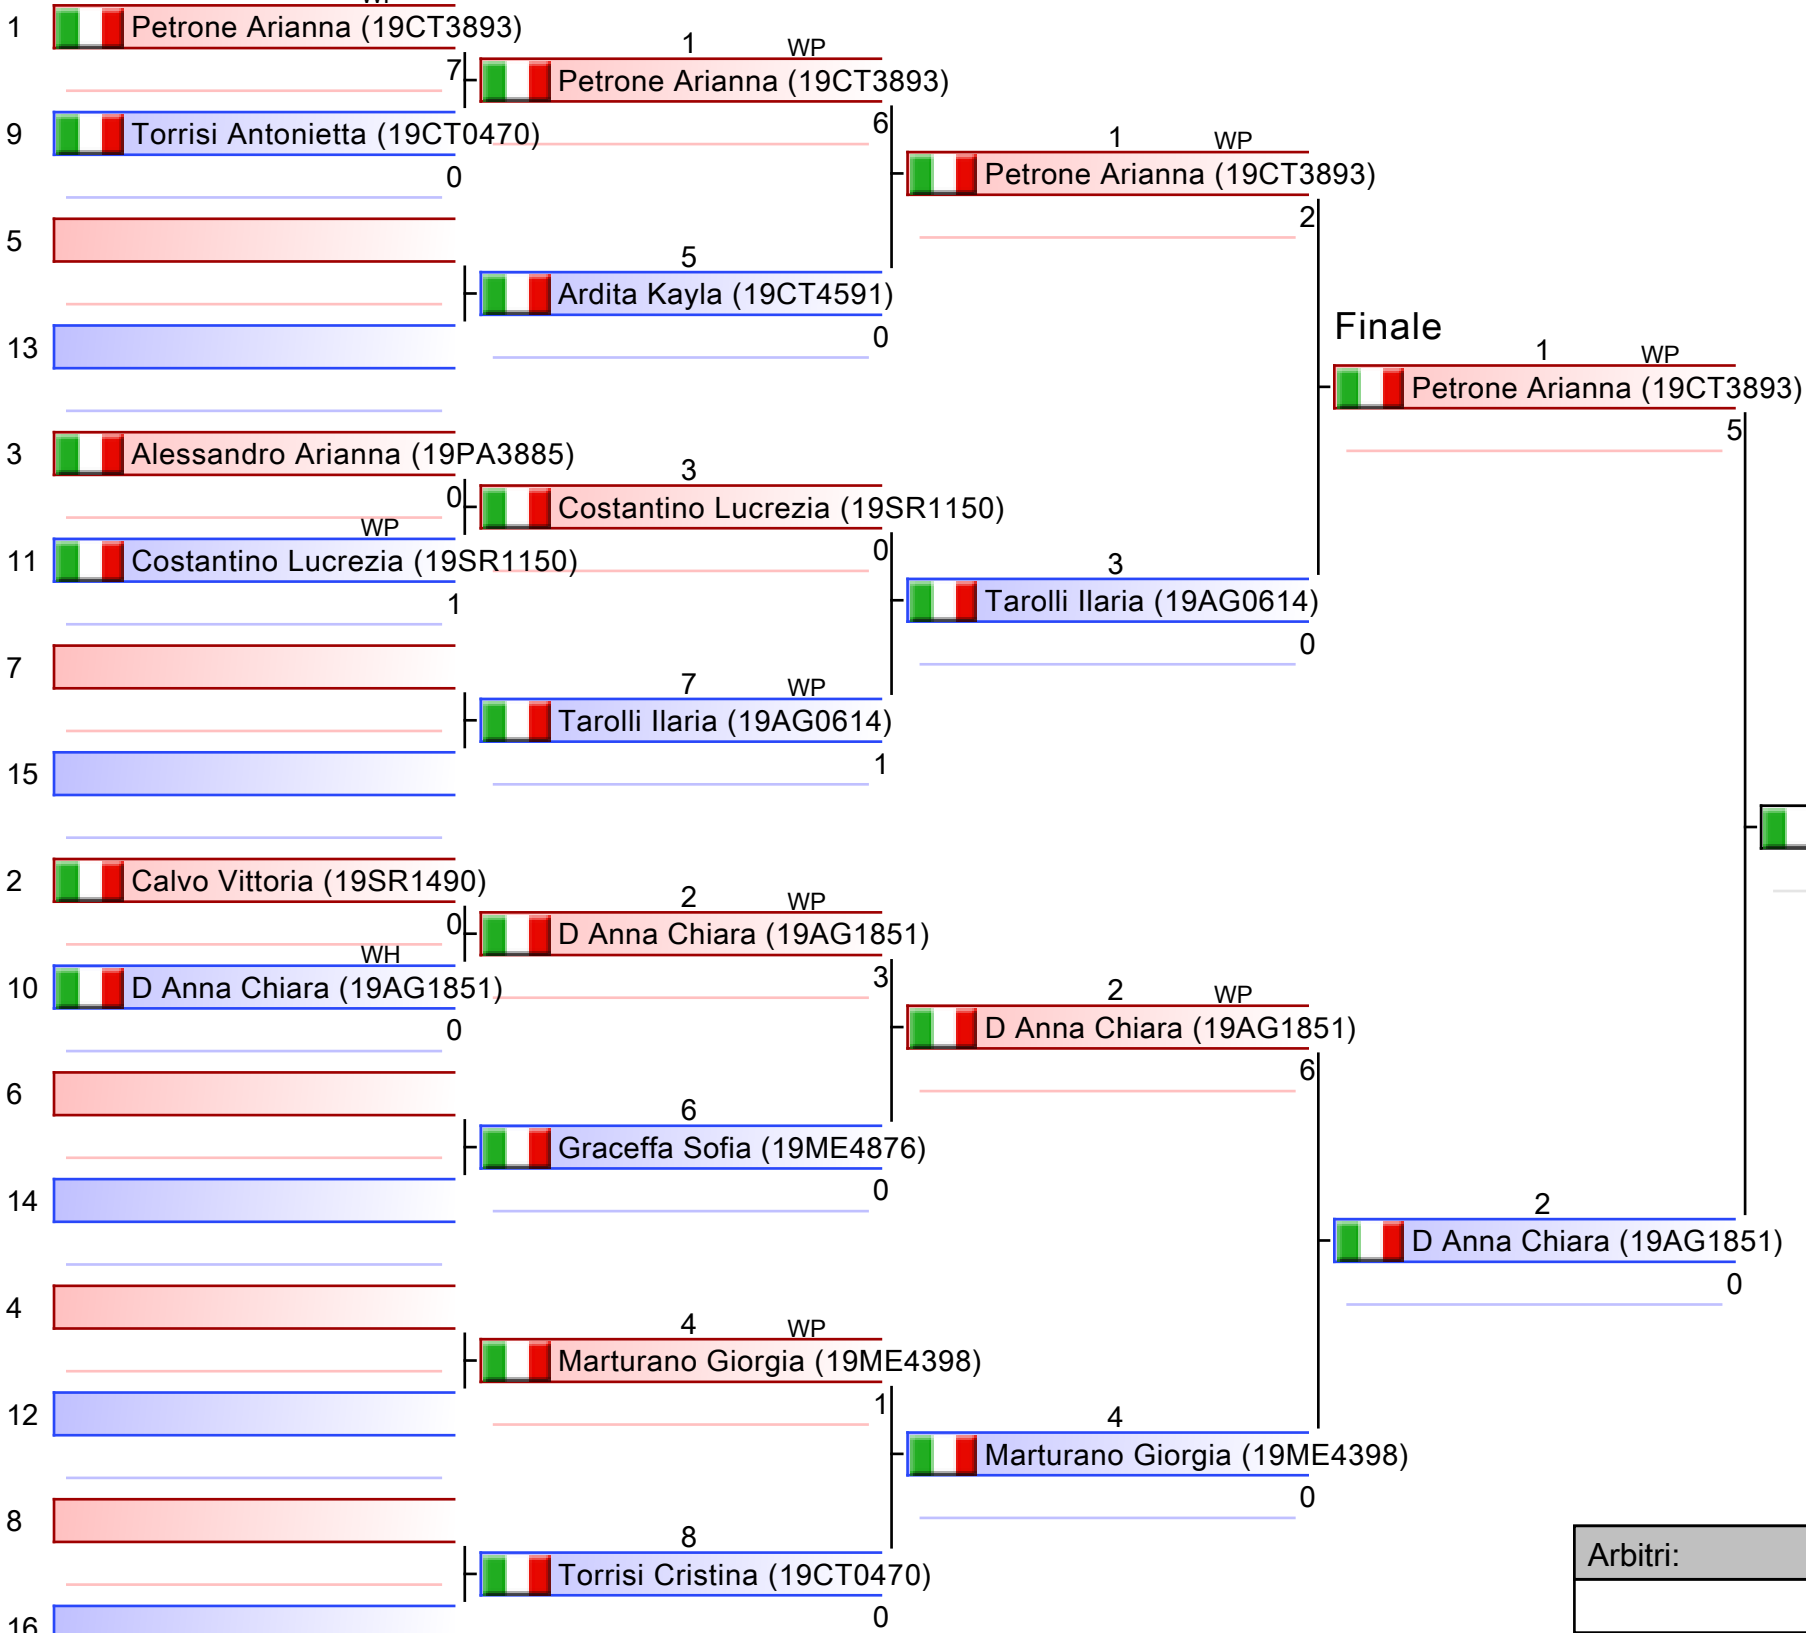 1 Petrone Arianna (19CT3893)
7
9 Torrisi Antonietta (19CT0470)
0
5
13
3 Alessandro Arianna (19PA3885)
0
WP
11 Costantino Lucrezia (19SR1150)
1
7
15
2 Calvo Vittoria (19SR1490)
0
WH
10 D Anna Chiara (19AG1851)
0
6
14
4
12
8
16
1 WP
Petrone Arianna (19CT3893)
6
5
Ardita Kayla (19CT4591)
0
3
Costantino Lucrezia (19SR1150)
0
7 WP
Tarolli Ilaria (19AG0614)
1
2 WP
D Anna Chiara (19AG1851)
3
6
Graceffa Sofia (19ME4876)
0
4 WP
Marturano Giorgia (19ME4398)
1
8
Torrisi Cristina (19CT0470)
0
1 WP
Petrone Arianna (19CT3893)
2
3
Tarolli Ilaria (19AG0614)
0
2 WP
D Anna Chiara (19AG1851)
6
4
Marturano Giorgia (19ME4398)
0
Finale
1 WP
Petrone Arianna (19CT3893)
5
2
D Anna Chiara (19AG1851)
0
Arbitri: